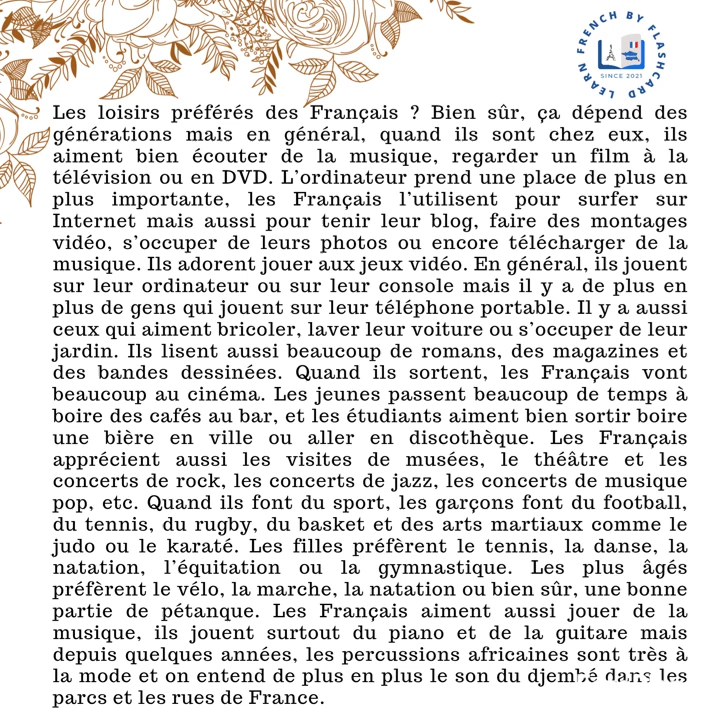 LEARN FRENCH BY FLASHCARD
SINCE 2021
Les loisirs préférés des Français ? Bien sûr, ça dépend des
générations mais en général, quand ils sont chez eux, ils
aiment bien écouter de la musique, regarder un film à la
télévision ou en DVD. L’ordinateur prend une place de plus en
plus importante, les Français l’utilisent pour surfer sur
Internet mais aussi pour tenir leur blog, faire des montages
vidéo, s’occuper de leurs photos ou encore télécharger de la
musique. Ils adorent jouer aux jeux vidéo. En général, ils jouent
sur leur ordinateur ou sur leur console mais il y a de plus en
plus de gens qui jouent sur leur téléphone portable. Il y a aussi
ceux qui aiment bricoler, laver leur voiture ou s’occuper de leur
jardin. Ils lisent aussi beaucoup de romans, des magazines et
des bandes dessinées. Quand ils sortent, les Français vont
beaucoup au cinéma. Les jeunes passent beaucoup de temps à
boire des cafés au bar, et les étudiants aiment bien sortir boire
une bière en ville ou aller en discothèque. Les Français
apprécient aussi les visites de musées, le théâtre et les
concerts de rock, les concerts de jazz, les concerts de musique
pop, etc. Quand ils font du sport, les garçons font du football,
du tennis, du rugby, du basket et des arts martiaux comme le
judo ou le karaté. Les filles préfèrent le tennis, la danse, la
natation, l’équitation ou la gymnastique. Les plus âgés
préfèrent le vélo, la marche, la natation ou bien sûr, une bonne
partie de pétanque. Les Français aiment aussi jouer de la
musique, ils jouent surtout du piano et de la guitare mais
depuis quelques années, les percussions africaines sont très à
la mode et on entend de plus en plus le son du djembé dans les
parcs et les rues de France.